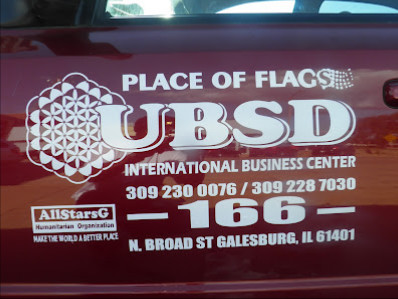 PLACE OF FLAGS
UBSD
INTERNATIONAL BUSINESS CENTER
309 230 0076 / 309 228 7030
166
N. BROAD ST GALESBURG, IL 61401
AllStarsG
Humanitarian Organization
MAKE THE WORLD A BETTER PLACE